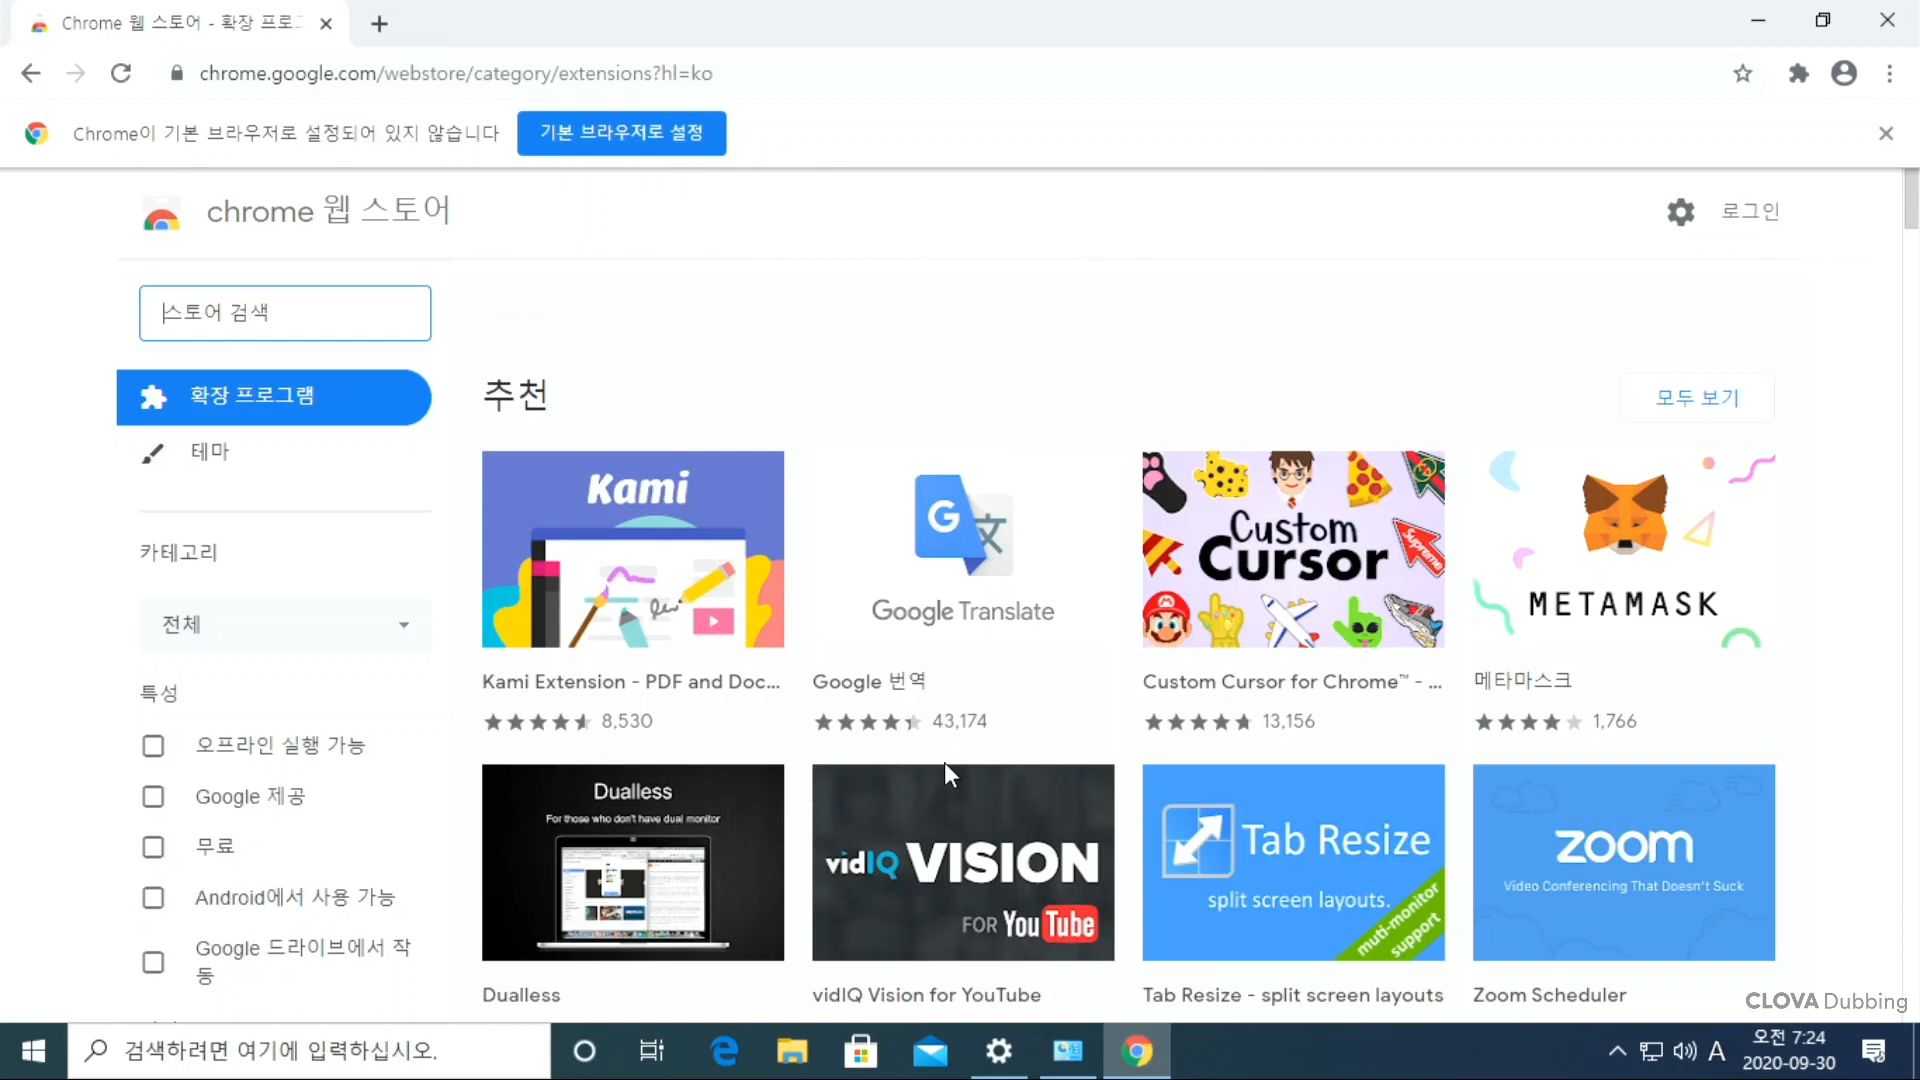 Chrome 웹 스토어 - 확장 프로그
chrome.google.com/webstore/category/extensions?hl=ko
Chrome이 기본 브라우저로 설정되어 있지 않습니다
기본 브라우저로 설정
chrome 웹 스토어
로그인
스토어 검색
확장 프로그램
테마
카테고리
전체
특성
오프라인 실행 가능
Google 제공
무료
Android에서 사용 가능
Google 드라이브에서 작
동
추천
모두 보기
Kami
Kami Extension - PDF and Doc...
8,530
G 文
Google Translate
Google 번역
43,174
Custom
Cursor
Supreme
Custom Cursor for Chrome™ - ...
13,156
METAMASK
메타마스크
1,766
Dualless
For those who don't have dual monitor
Dualless
vidIQ VISION
FOR YouTube
vidIQ Vision for YouTube
Tab Resize
split screen layouts.
muti-monitor
support
Tab Resize - split screen layouts
zoom
Video Conferencing That Doesn't Suck
Zoom Scheduler
CLOVA Dubbing
검색하려면 여기에 입력하십시오.
A
오전 7:24
2020-09-30